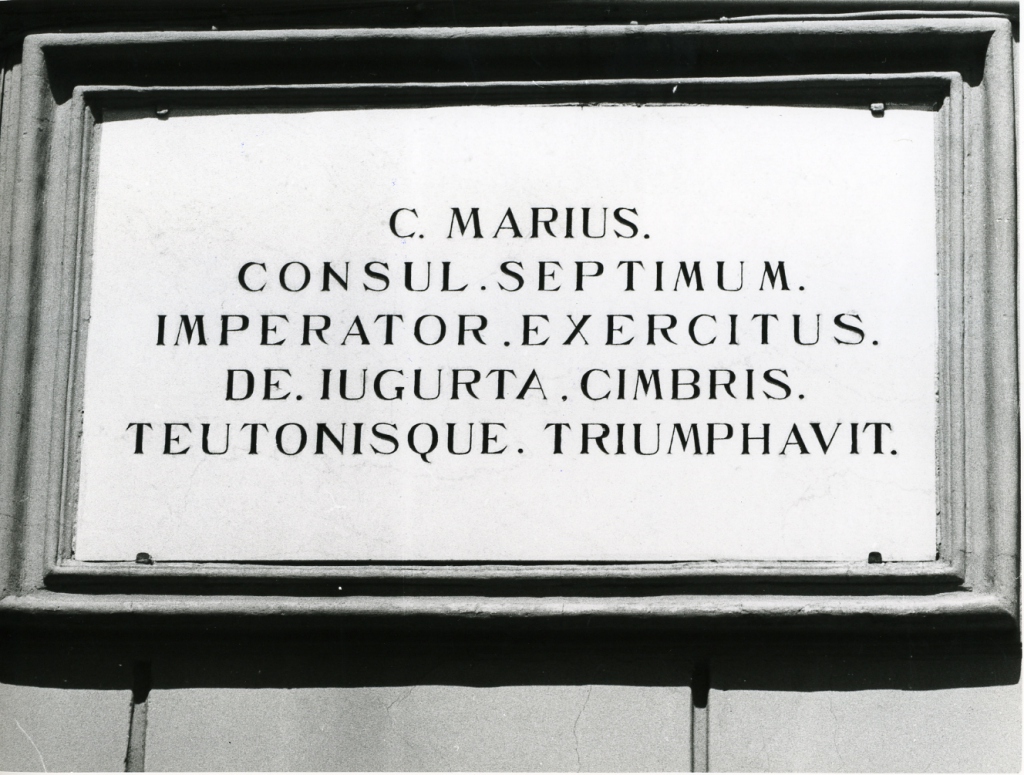 C. MARIUS.
CONSUL.SEPTIMUM.
IMPERATOR.EXERCITUS.
DE. IUGURTA.CIMBRIS.
TEUTONISQUE. TRIUMPHAVIT.